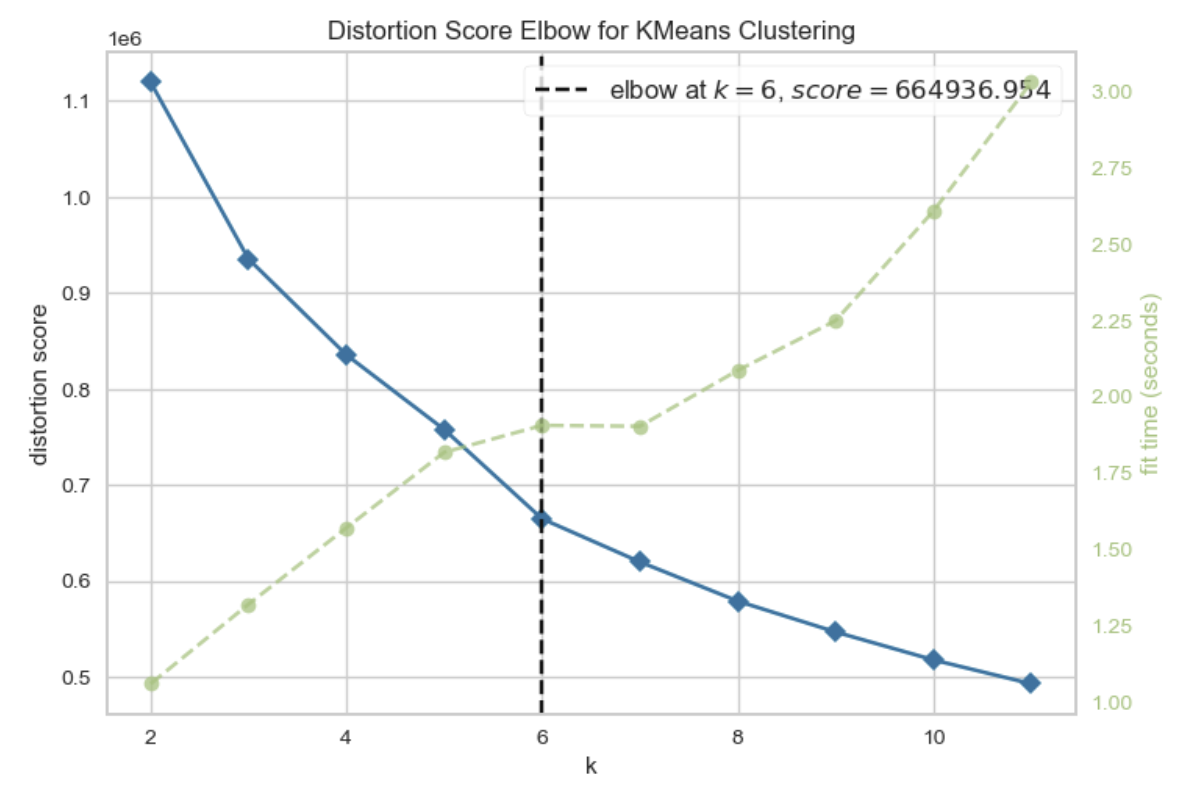 Distortion Score Elbow for KMeans Clustering
1e6
elbow at k = 6, score = 664936.954
1.1
1.0
0.9
0.8
0.7
0.6
0.5
distortion score
3.00
2.75
2.50
2.25
2.00
1.75
1.50
1.25
1.00
fit time (seconds)
2 4 6 8 10
k